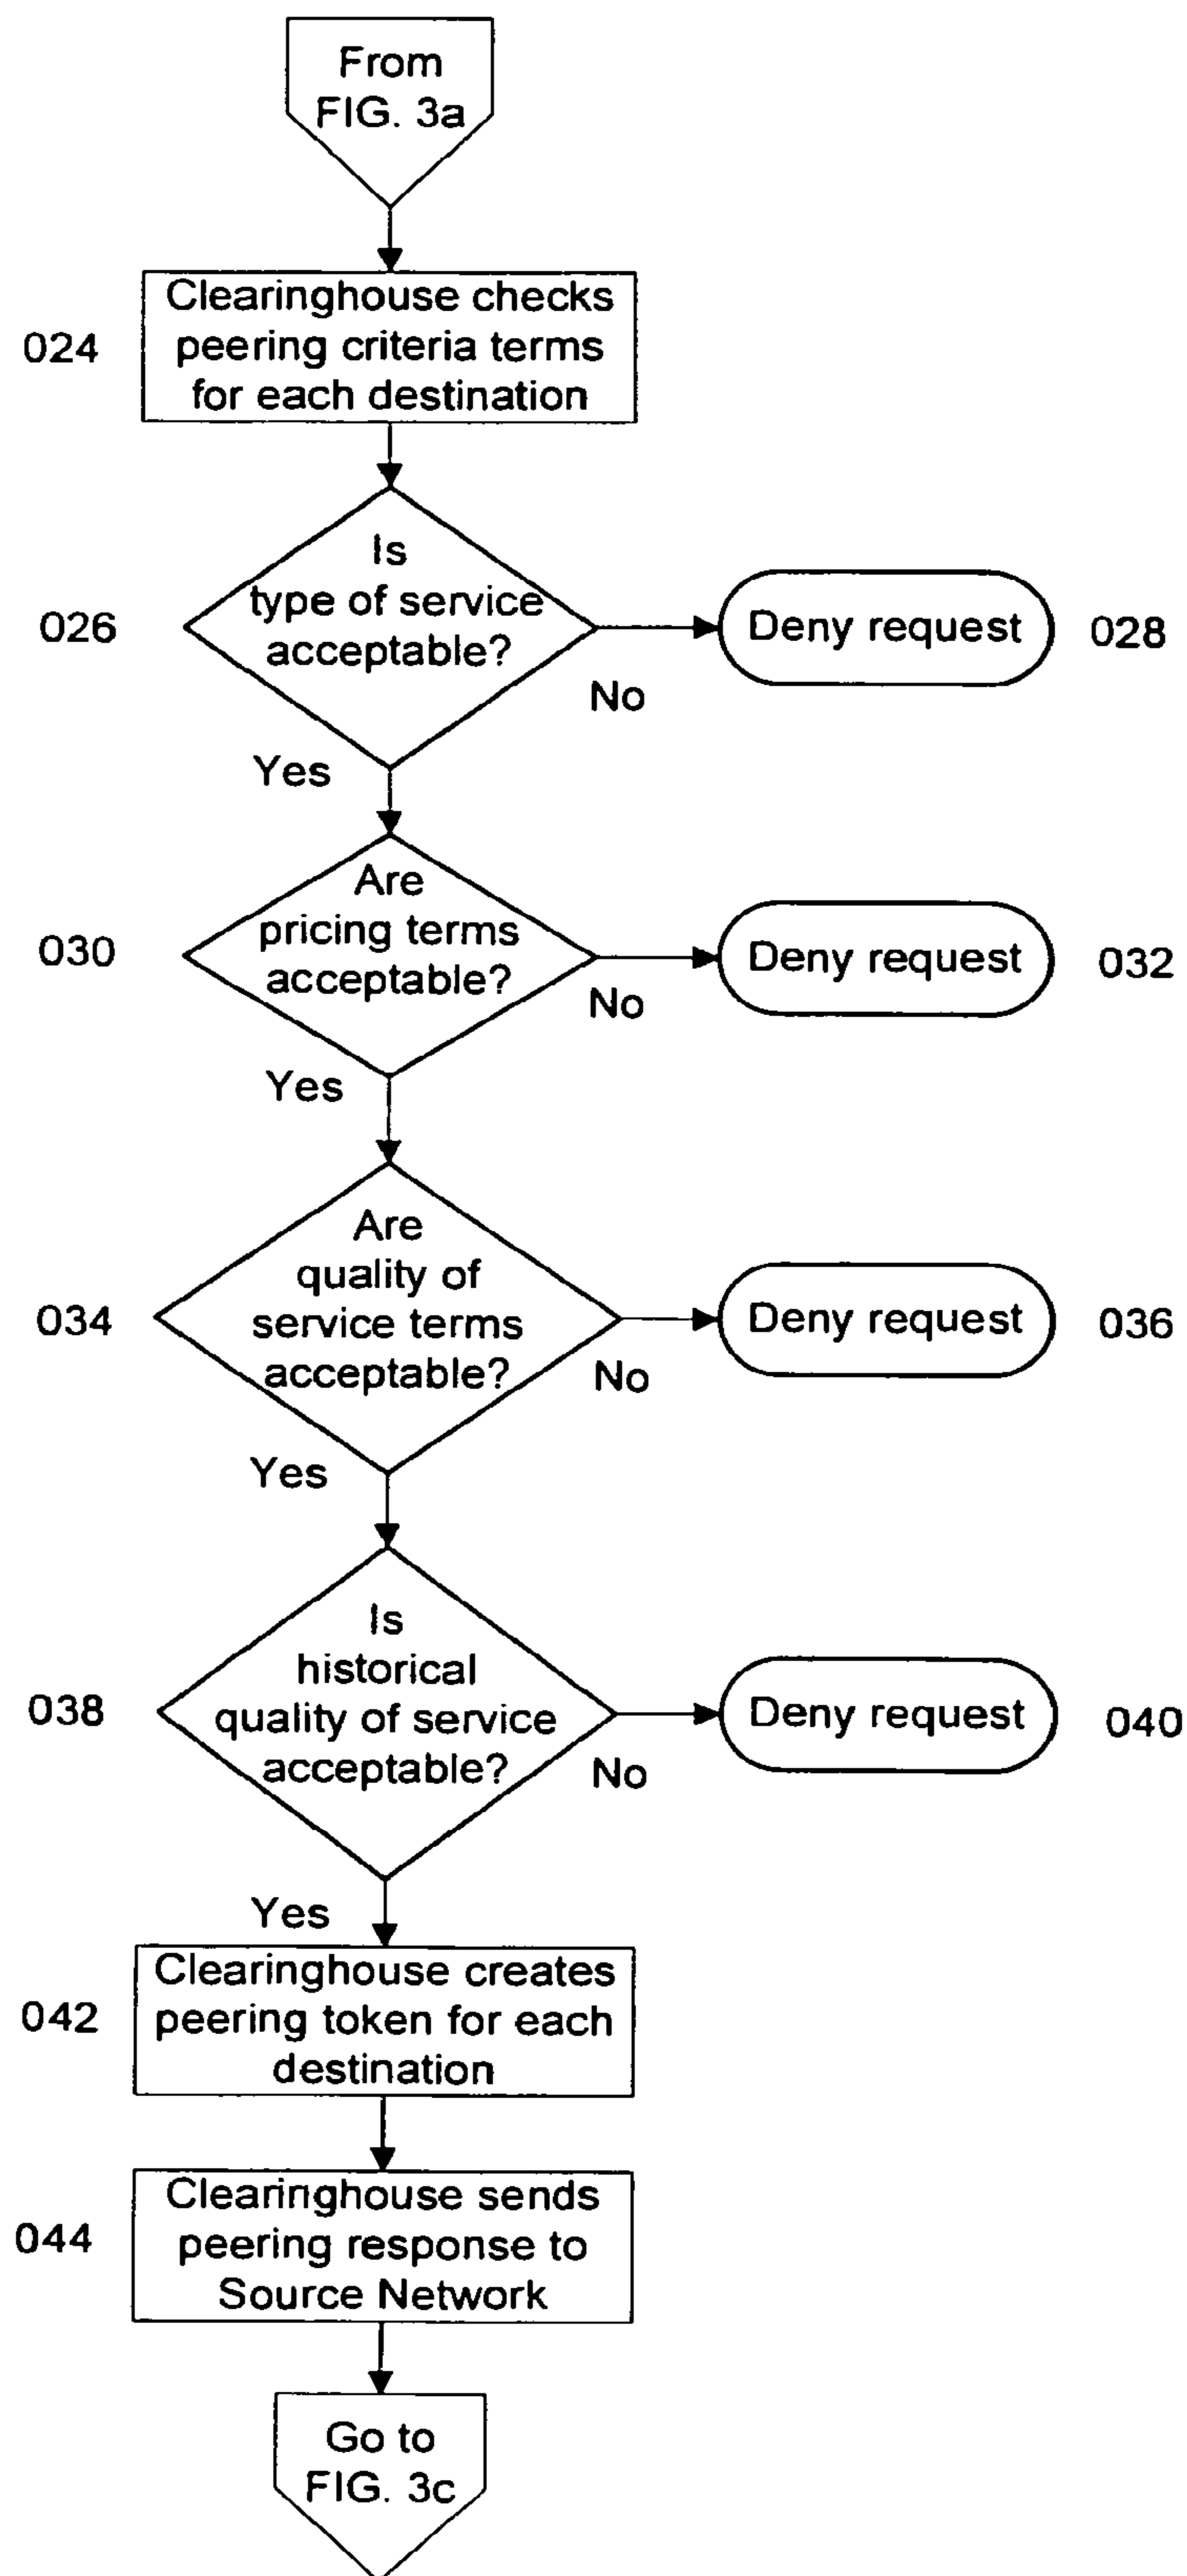 From
FIG. 3a
024
Clearinghouse checks
peering criteria terms
for each destination
026
Is
type of service
acceptable?
Deny request
028
No
Yes
030
Are
pricing terms
acceptable?
Deny request
032
No
Yes
034
Are
quality of
service terms
acceptable?
Deny request
036
No
Yes
038
Is
historical
quality of service
acceptable?
Deny request
040
No
Yes
042
Clearinghouse creates
peering token for each
destination
044
Clearinghouse sends
peering response to
Source Network
Go to
FIG. 3c